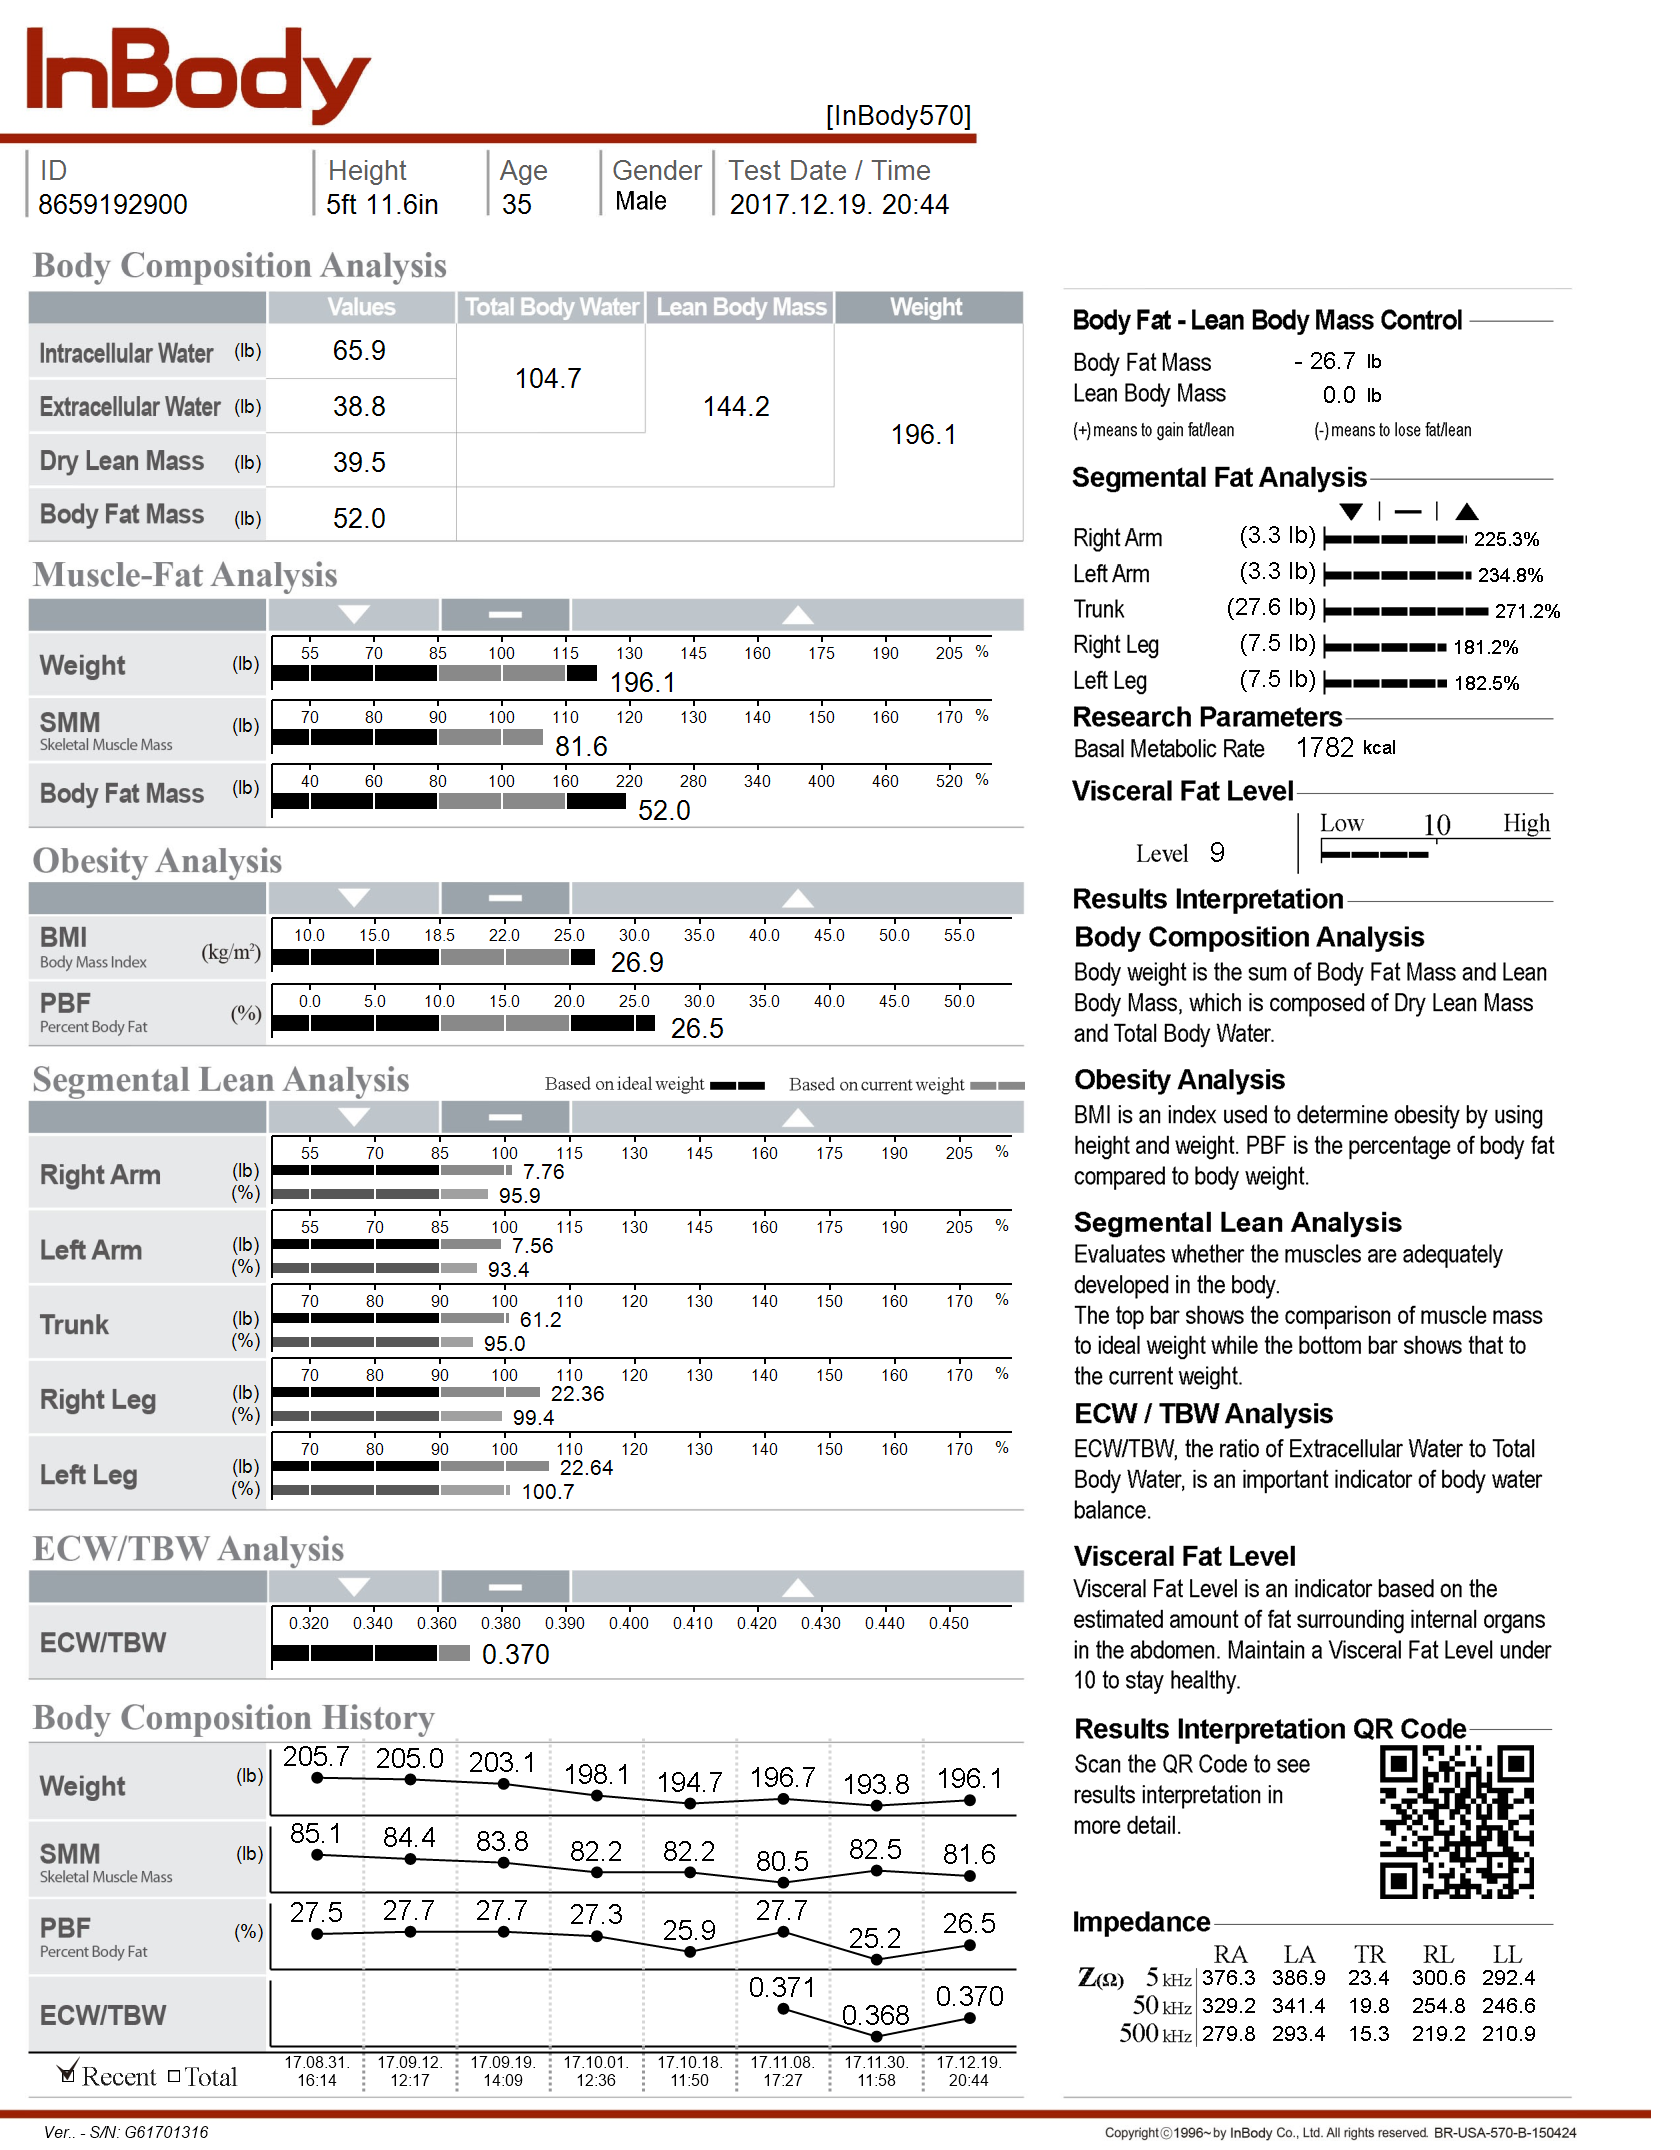 InBody
[InBody570]
ID Height Age Gender Test Date / Time
8659192900 5ft 11.6in 35 Male 2017.12.19. 20:44
Body Composition Analysis
Values Total Body Water Lean Body Mass Weight
Intracellular Water (lb) 65.9
104.7
Extracellular Water (lb) 38.8
144.2
196.1
Dry Lean Mass (lb) 39.5
Body Fat Mass (lb) 52.0
Muscle-Fat Analysis
55 70 85 100 115 130 145 160 175 190 205 %
Weight (lb)
196.1
70 80 90 100 110 120 130 140 150 160 170 %
SMM (lb)
Skeletal Muscle Mass
81.6
40 60 80 100 160 220 280 340 400 460 520 %
Body Fat Mass (lb)
52.0
Obesity Analysis
10.0 15.0 18.5 22.0 25.0 30.0 35.0 40.0 45.0 50.0 55.0
BMI (kg/m²)
Body Mass Index
26.9
0.0 5.0 10.0 15.0 20.0 25.0 30.0 35.0 40.0 45.0 50.0
PBF (%)
Percent Body Fat
26.5
Segmental Lean Analysis Based on ideal weight Based on current weight
55 70 85 100 115 130 145 160 175 190 205 %
Right Arm (lb) 7.76
(%) 95.9
55 70 85 100 115 130 145 160 175 190 205 %
Left Arm (lb) 7.56
(%) 93.4
70 80 90 100 110 120 130 140 150 160 170 %
Trunk (lb) 61.2
(%) 95.0
70 80 90 100 110 120 130 140 150 160 170 %
Right Leg (lb) 22.36
(%) 99.4
70 80 90 100 110 120 130 140 150 160 170 %
Left Leg (lb) 22.64
(%) 100.7
ECW/TBW Analysis
0.320 0.340 0.360 0.380 0.390 0.400 0.410 0.420 0.430 0.440 0.450
ECW/TBW
0.370
Body Composition History
Weight (lb) 205.7 205.0 203.1 198.1 194.7 196.7 193.8 196.1
SMM (lb) 85.1 84.4 83.8 82.2 82.2 80.5 82.5 81.6
Skeletal Muscle Mass
PBF (%) 27.5 27.7 27.7 27.3 25.9 27.7 25.2 26.5
Percent Body Fat
ECW/TBW 0.371 0.368 0.370
Recent Total
17.08.31. 17.09.12. 17.09.19. 17.10.01. 17.10.18. 17.11.08. 17.11.30. 17.12.19.
16:14 12:17 14:09 12:36 11:50 17:27 11:58 20:44
Body Fat - Lean Body Mass Control
Body Fat Mass - 26.7 lb
Lean Body Mass 0.0 lb
(+) means to gain fat/lean (-) means to lose fat/lean
Segmental Fat Analysis
Right Arm (3.3 lb) 225.3%
Left Arm (3.3 lb) 234.8%
Trunk (27.6 lb) 271.2%
Right Leg (7.5 lb) 181.2%
Left Leg (7.5 lb) 182.5%
Research Parameters
Basal Metabolic Rate 1782 kcal
Visceral Fat Level
Low 10 High
Level 9
Results Interpretation
Body Composition Analysis
Body weight is the sum of Body Fat Mass and Lean
Body Mass, which is composed of Dry Lean Mass
and Total Body Water.
Obesity Analysis
BMI is an index used to determine obesity by using
height and weight. PBF is the percentage of body fat
compared to body weight.
Segmental Lean Analysis
Evaluates whether the muscles are adequately
developed in the body.
The top bar shows the comparison of muscle mass
to ideal weight while the bottom bar shows that to
the current weight.
ECW / TBW Analysis
ECW/TBW, the ratio of Extracellular Water to Total
Body Water, is an important indicator of body water
balance.
Visceral Fat Level
Visceral Fat Level is an indicator based on the
estimated amount of fat surrounding internal organs
in the abdomen. Maintain a Visceral Fat Level under
10 to stay healthy.
Results Interpretation QR Code
Scan the QR Code to see
results interpretation in
more detail.
Impedance
RA LA TR RL LL
Z(Ω) 5 kHz 376.3 386.9 23.4 300.6 292.4
50 kHz 329.2 341.4 19.8 254.8 246.6
500 kHz 279.8 293.4 15.3 219.2 210.9
Ver.. - S/N: G61701316
Copyright ⓒ 1996~ by InBody Co., Ltd. All rights reserved. BR-USA-570-B-150424